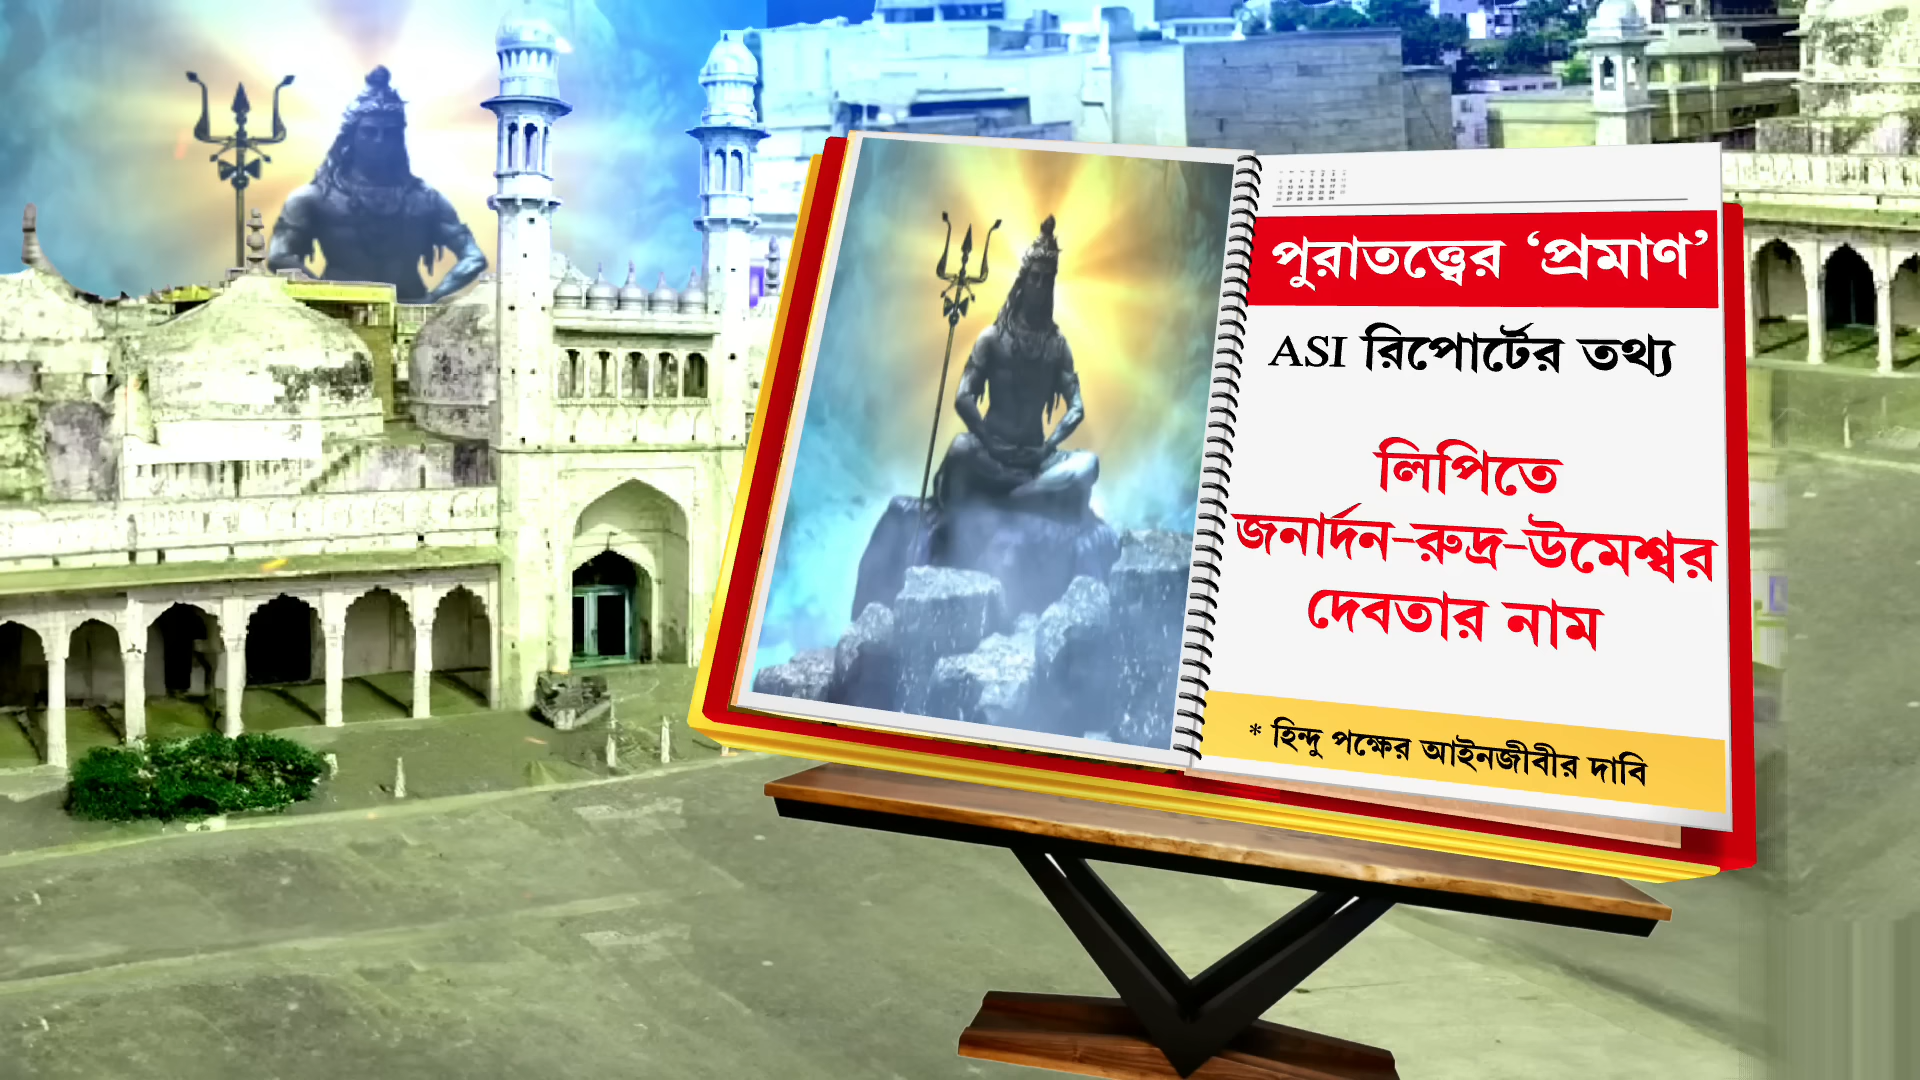 পুরাতত্ত্বের ‘প্রমাণ’
ASI রিপোর্টের তথ্য
লিপিতে
জনার্দন-রুদ্র-উমেশ্বর
দেবতার নাম
* হিন্দু পক্ষের আইনজীবীর দাবি